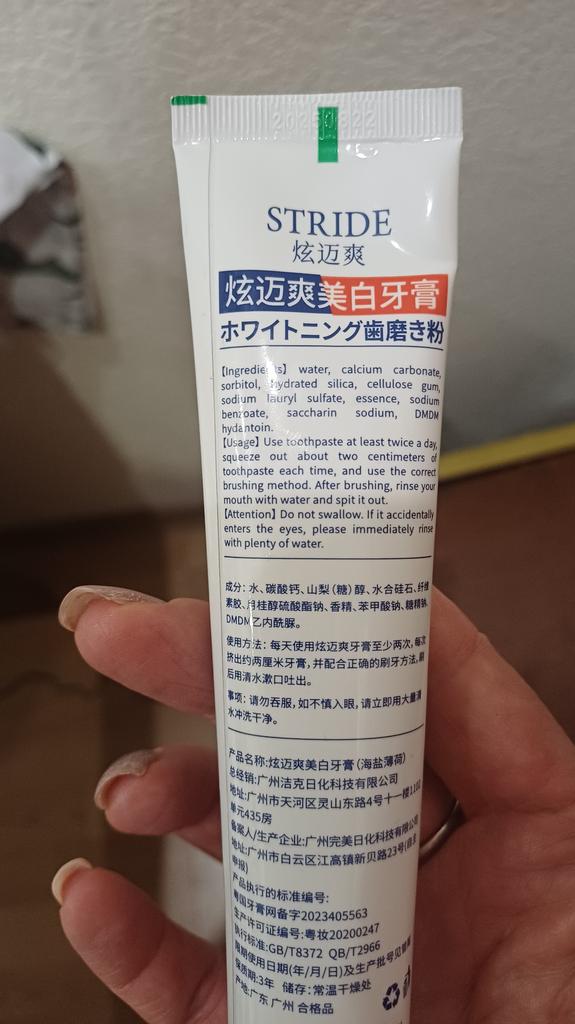 STRIDE
炫迈爽
炫迈爽美白牙膏
ホワイトニング歯磨き粉
【Ingredients】 water, calcium carbonate,
sorbitol, hydrated silica, cellulose gum,
sodium lauryl sulfate, essence, sodium
benzoate, saccharin sodium, DMDM
hydantoin.
【Usage】 Use toothpaste at least twice a day,
squeeze out about two centimeters of
toothpaste each time, and use the correct
brushing method. After brushing, rinse your
mouth with water and spit it out.
【Attention】 Do not swallow. If it accidentally
enters the eyes, please immediately rinse
with plenty of water.
成分: 水、碳酸钙、山梨(糖)醇、水合硅石、纤维
素胶、月桂醇硫酸酯钠、香精、苯甲酸钠、糖精钠、
DMDM乙内酰脲。
使用方法: 每天使用炫迈爽牙膏至少两次,每次
挤出约两厘米牙膏,并配合正确的刷牙方法,刷
后用清水漱口吐出。
事项: 请勿吞服,如不慎入眼,请立即用大量清
水冲洗干净。
产品名称:炫迈爽美白牙膏(海盐薄荷)
总经销:广州洁克日化科技有限公司
地址:广州市天河区灵山东路4号十一楼
单元435房
备案人/生产企业:广州完美日化科技有限公司
地址:广州市白云区江高镇新贝路23号
申报)
产品执行的标准编号:
粤国牙膏网备字2023405563
生产许可证编号:粤妆20200247
执行标准:GB/T8372 QB/T2966
限期使用日期(年/月/日)及生产批号见
保质期:3年 储存:常温干燥处
产地:广东 广州 合格品